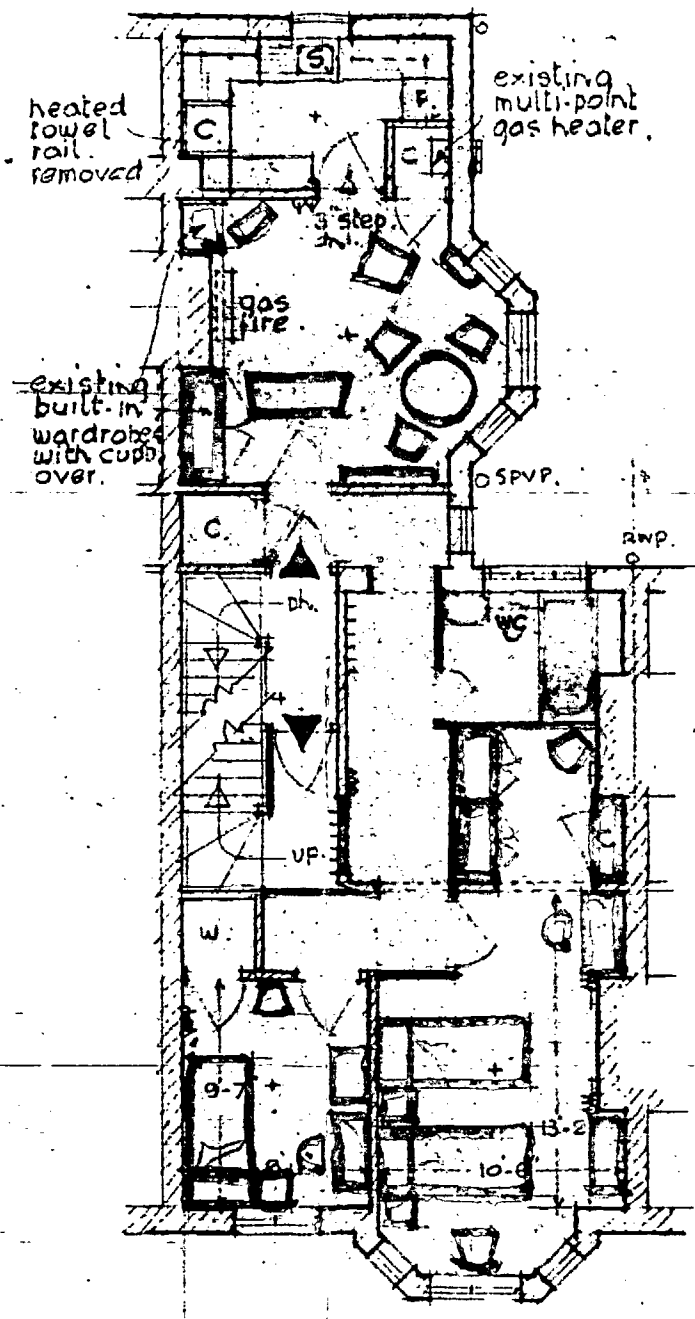 S
existing
multi-point
gas heater.
heated
towel
rail.
removed
C
F.
C
3 step
gas
fire
existing
built-in
wardrobes
with cupb
over.
SPVP.
C.
RWP.
Dn.
WC
UP.
C
W.
9-7
13-2
10-6